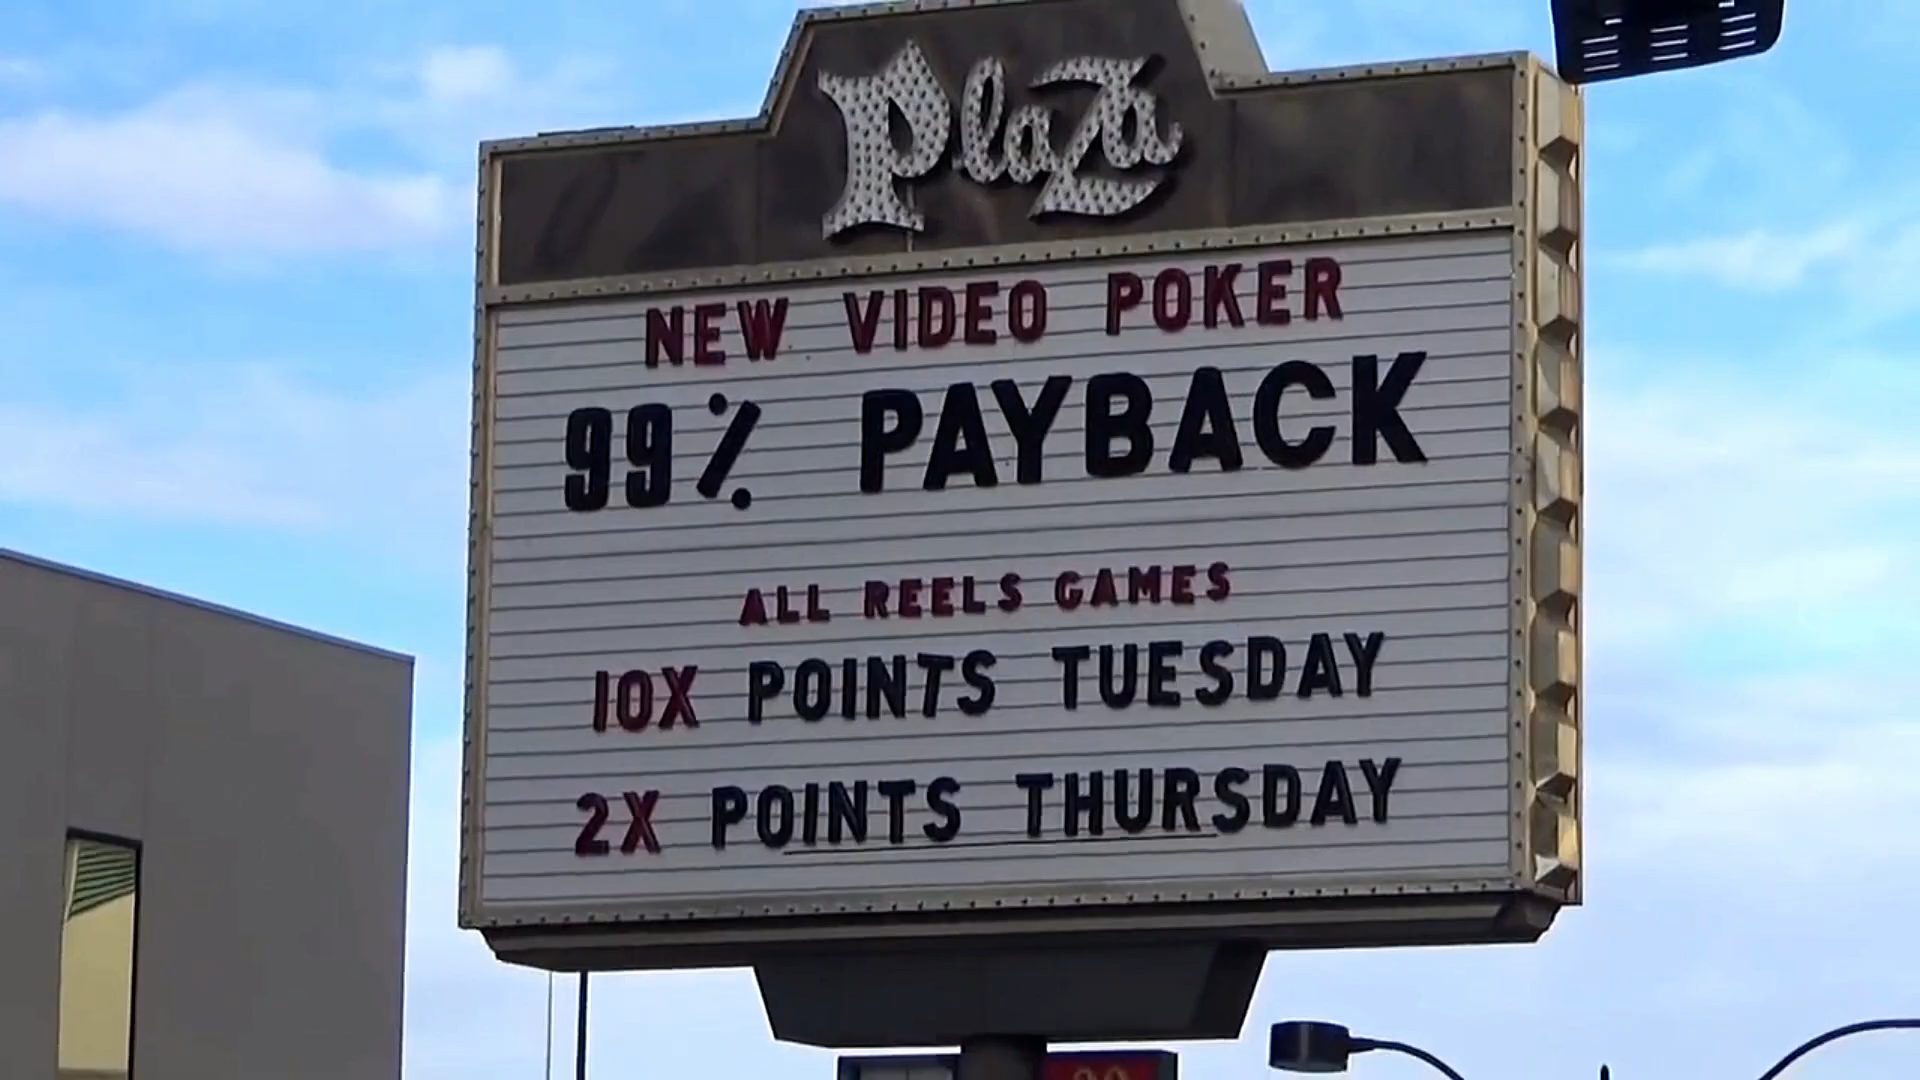 Plaza
NEW VIDEO POKER
99% PAYBACK
ALL REELS GAMES
10X POINTS TUESDAY
2X POINTS THURSDAY